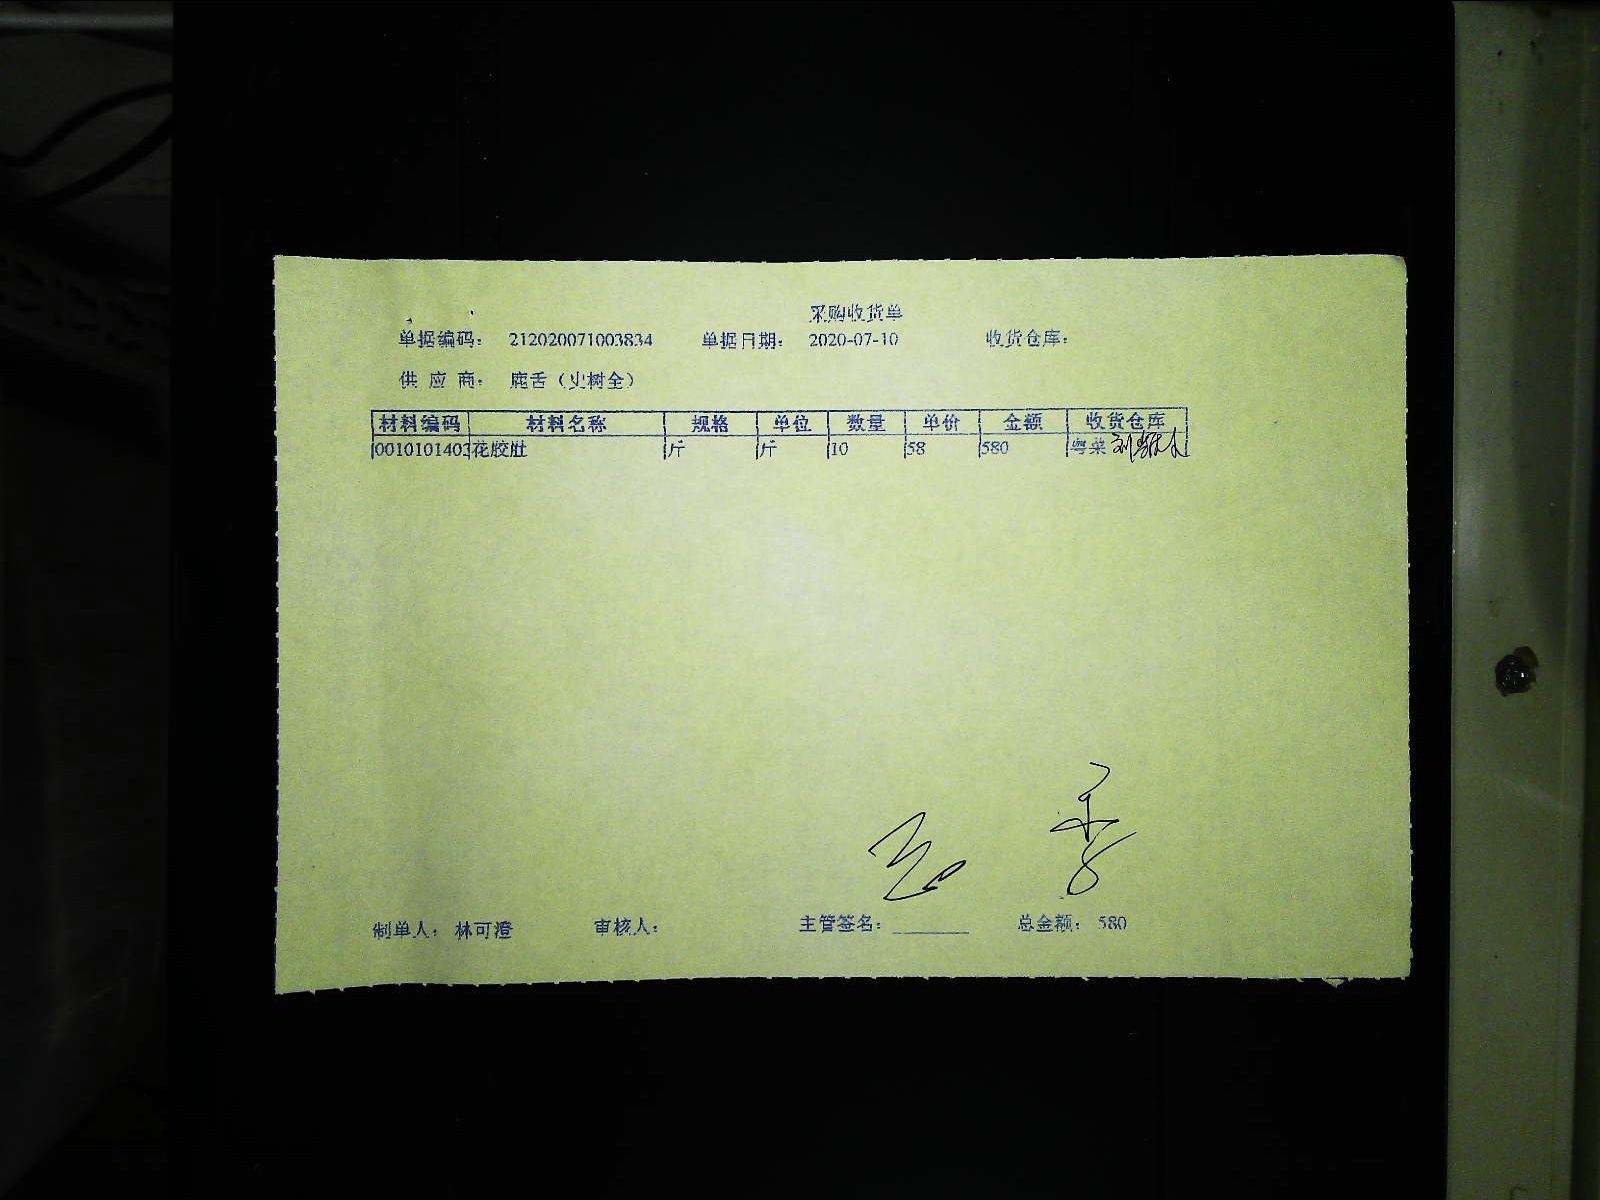 采购收货单
单据编码： 212020071003834 单据日期： 2020-07-10 收货仓库：
供 应 商： 鹿舌（史树全）
材料编码 材料名称 规格 单位 数量 单价 金额 收货仓库
0010101403 花胶肚 斤 斤 10 58 580 粤菜
制单人： 林可澄 审核人： 主管签名： 总金额： 580